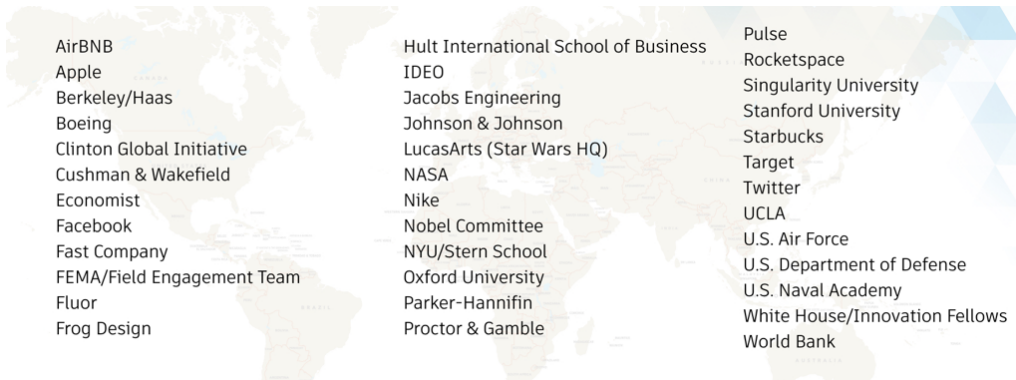 AirBNB
Apple
Berkeley/Haas
Boeing
Clinton Global Initiative
Cushman & Wakefield
Economist
Facebook
Fast Company
FEMA/Field Engagement Team
Fluor
Frog Design
Hult International School of Business
IDEO
Jacobs Engineering
Johnson & Johnson
LucasArts (Star Wars HQ)
NASA
Nike
Nobel Committee
NYU/Stern School
Oxford University
Parker-Hannifin
Proctor & Gamble
Pulse
Rocketspace
Singularity University
Stanford University
Starbucks
Target
Twitter
UCLA
U.S. Air Force
U.S. Department of Defense
U.S. Naval Academy
White House/Innovation Fellows
World Bank